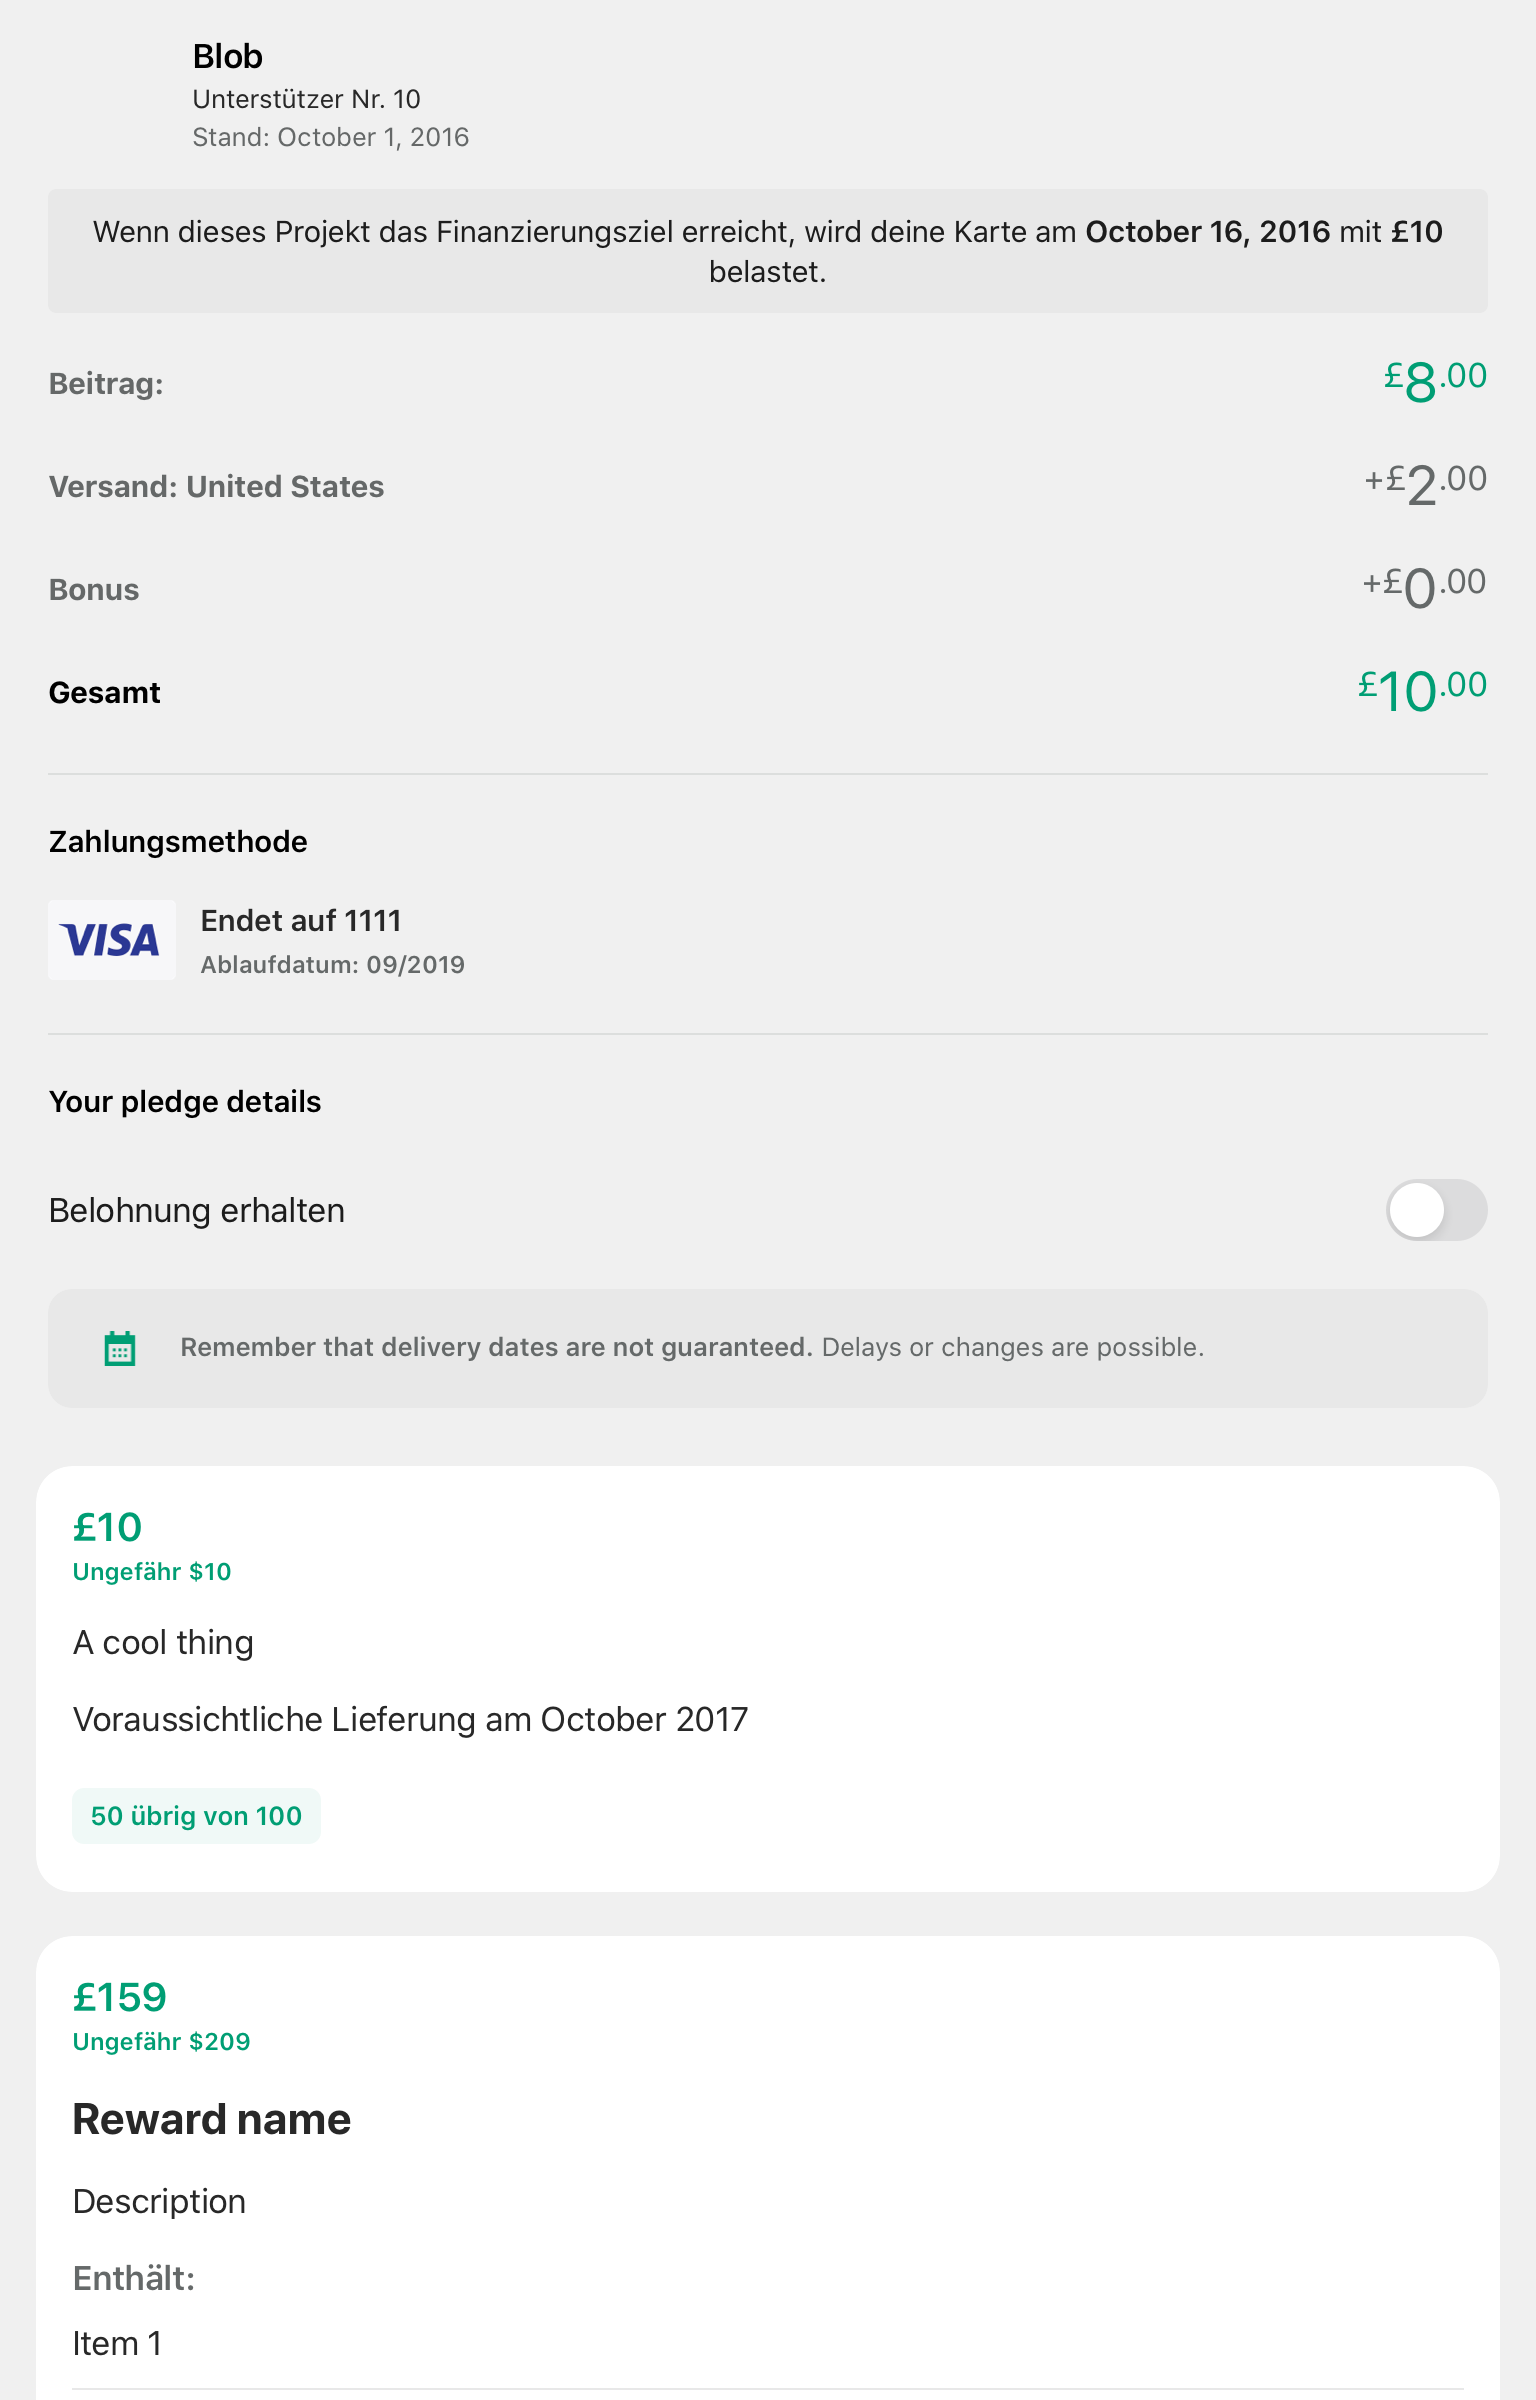 Blob
Unterstützer Nr. 10
Stand: October 1, 2016
Wenn dieses Projekt das Finanzierungsziel erreicht, wird deine Karte am October 16, 2016 mit £10
belastet.
Beitrag: £8.00
Versand: United States +£2.00
Bonus +£0.00
Gesamt £10.00
Zahlungsmethode
VISA
Endet auf 1111
Ablaufdatum: 09/2019
Your pledge details
Belohnung erhalten
Remember that delivery dates are not guaranteed. Delays or changes are possible.
£10
Ungefähr $10
A cool thing
Voraussichtliche Lieferung am October 2017
50 übrig von 100
£159
Ungefähr $209
Reward name
Description
Enthält:
Item 1